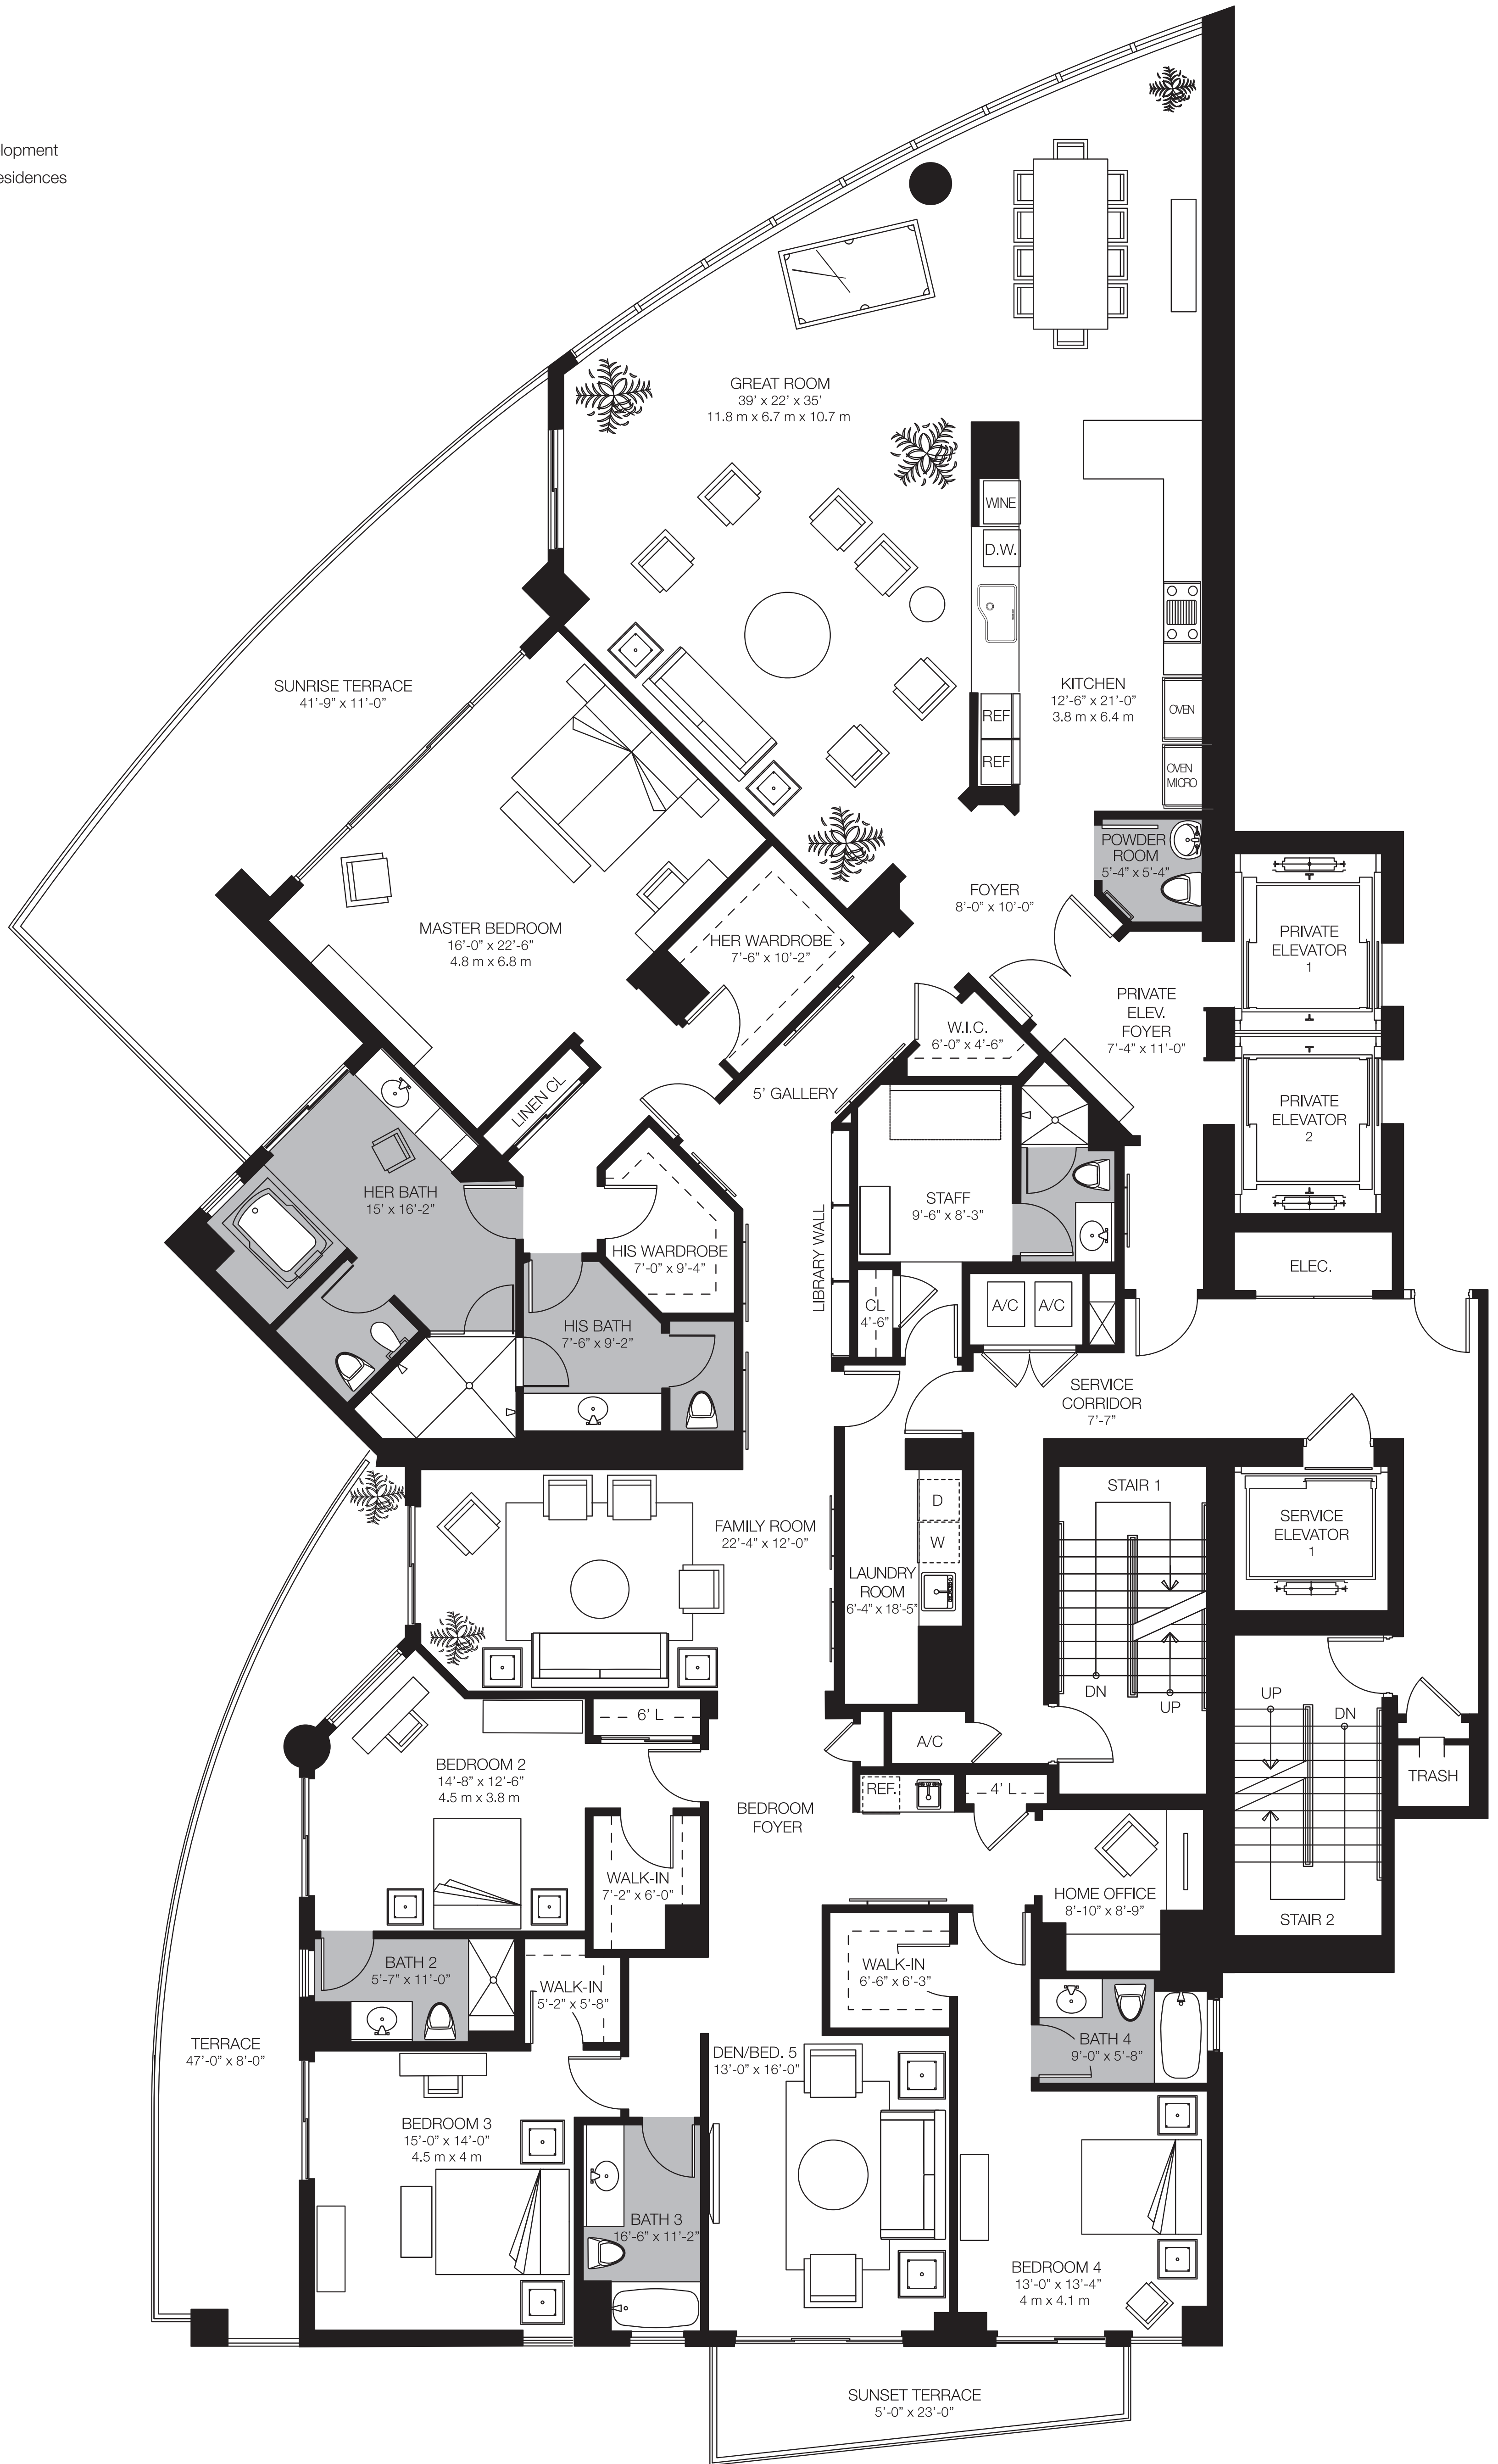 lopment
esidences
GREAT ROOM
39' x 22' x 35'
11.8 m x 6.7 m x 10.7 m
WINE
D.W.
SUNRISE TERRACE
41'-9" x 11'-0"
KITCHEN
12'-6" x 21'-0"
3.8 m x 6.4 m
REF
REF
OVEN
OVEN
MICRO
POWDER
ROOM
5'-4" x 5'-4"
FOYER
8'-0" x 10'-0"
MASTER BEDROOM
16'-0" x 22'-6"
4.8 m x 6.8 m
HER WARDROBE
7'-6" x 10'-2"
PRIVATE
ELEVATOR
1
PRIVATE
ELEV.
FOYER
7'-4" x 11'-0"
W.I.C.
6'-0" x 4'-6"
LINEN CL
5' GALLERY
PRIVATE
ELEVATOR
2
HER BATH
15' x 16'-2"
STAFF
9'-6" x 8'-3"
LIBRARY WALL
HIS WARDROBE
7'-0" x 9'-4"
ELEC.
CL
4'-6"
A/C
A/C
HIS BATH
7'-6" x 9'-2"
SERVICE
CORRIDOR
7'-7"
STAIR 1
D
W
SERVICE
ELEVATOR
1
FAMILY ROOM
22'-4" x 12'-0"
LAUNDRY
ROOM
6'-4" x 18'-5"
DN
UP
UP
DN
6' L
A/C
BEDROOM 2
14'-8" x 12'-6"
4.5 m x 3.8 m
TRASH
REF.
4' L
BEDROOM
FOYER
WALK-IN
7'-2" x 6'-0"
HOME OFFICE
8'-10" x 8'-9"
STAIR 2
BATH 2
5'-7" x 11'-0"
WALK-IN
6'-6" x 6'-3"
WALK-IN
5'-2" x 5'-8"
TERRACE
47'-0" x 8'-0"
DEN/BED. 5
13'-0" x 16'-0"
BATH 4
9'-0" x 5'-8"
BEDROOM 3
15'-0" x 14'-0"
4.5 m x 4 m
BATH 3
16'-6" x 11'-2"
BEDROOM 4
13'-0" x 13'-4"
4 m x 4.1 m
SUNSET TERRACE
5'-0" x 23'-0"